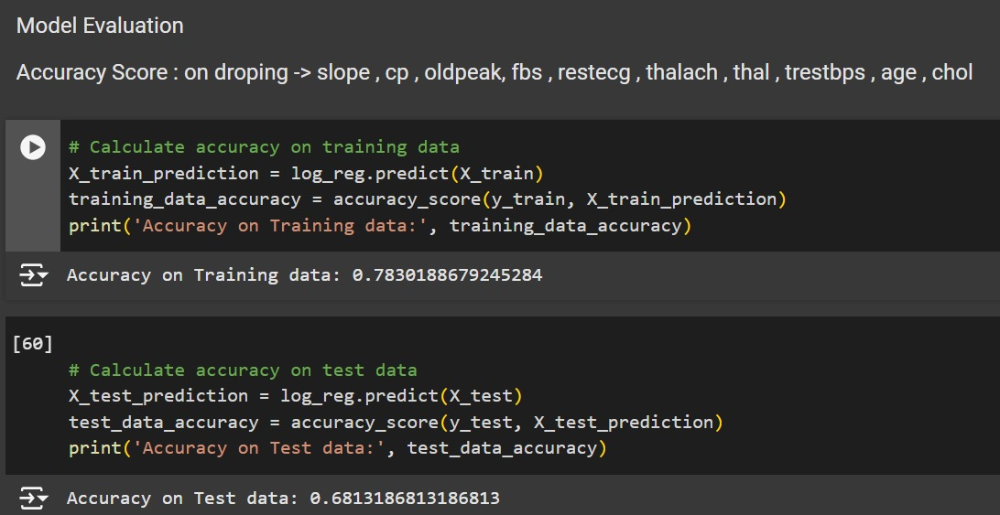 Model Evaluation
Accuracy Score : on droping -> slope , cp , oldpeak, fbs , restecg , thalach , thal , trestbps , age , chol
# Calculate accuracy on training data
X_train_prediction = log_reg.predict(X_train)
training_data_accuracy = accuracy_score(y_train, X_train_prediction)
print('Accuracy on Training data:', training_data_accuracy)
Accuracy on Training data: 0.7830188679245284
[60]
# Calculate accuracy on test data
X_test_prediction = log_reg.predict(X_test)
test_data_accuracy = accuracy_score(y_test, X_test_prediction)
print('Accuracy on Test data:', test_data_accuracy)
Accuracy on Test data: 0.6813186813186813